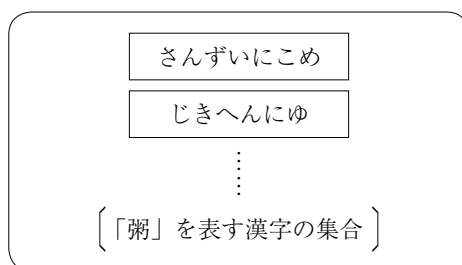 さんずいにこめ
じきへんにゆ
⋮
「粥」を表す漢字の集合